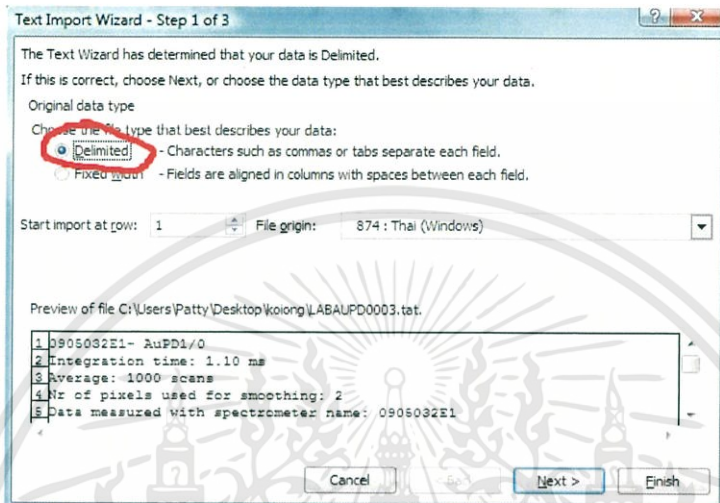 Text Import Wizard - Step 1 of 3
The Text Wizard has determined that your data is Delimited.
If this is correct, choose Next, or choose the data type that best describes your data.
Original data type
Choose the file type that best describes your data:
Delimited - Characters such as commas or tabs separate each field.
Fixed width - Fields are aligned in columns with spaces between each field.
Start import at row: 1 File origin: 874 : Thai (Windows)
Preview of file C:\Users\Patty\Desktop\koiong\LABAUPD0003.tat.
1 0905032E1- AuPD1/0
2 Integration time: 1.10 ms
3 Average: 1000 scans
4 Nr of pixels used for smoothing: 2
5 Data measured with spectrometer name: 0905032E1
Cancel < Back Next > Finish